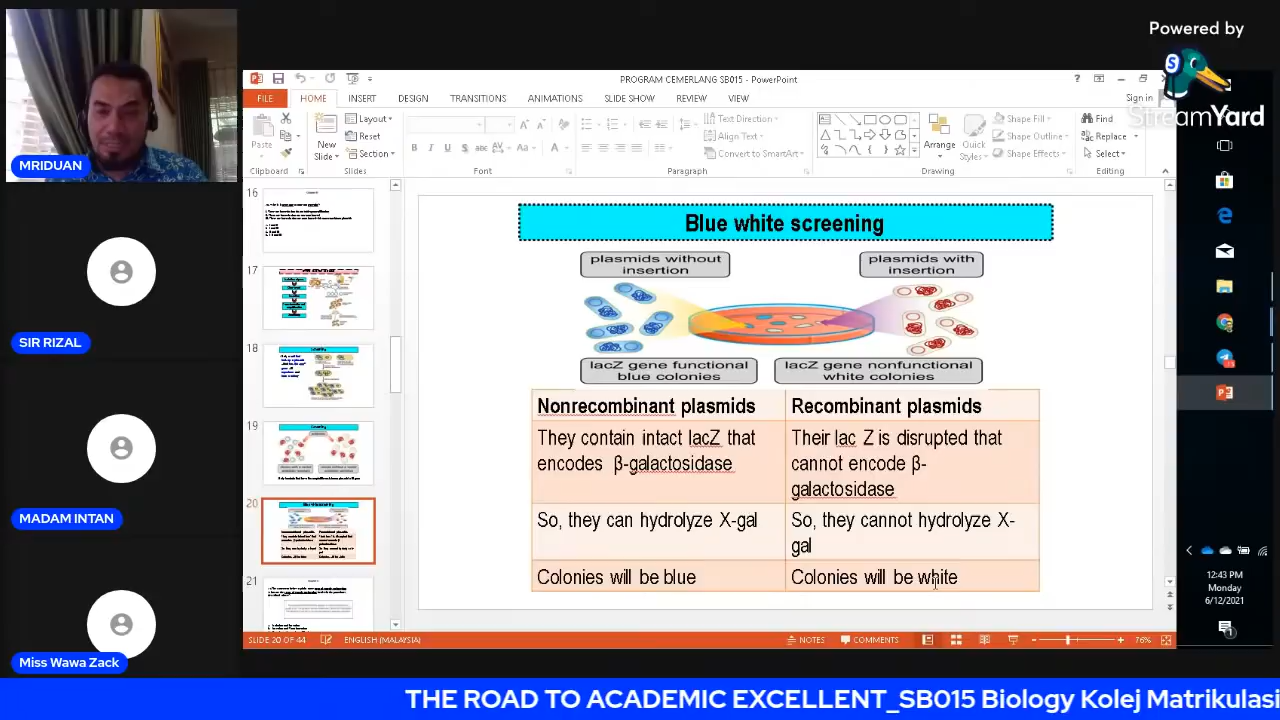 Powered by
StreamYard
MRIDUAN
SIR RIZAL
MADAM INTAN
Miss Wawa Zack
PROGRAM CEMERLANG SB015 - PowerPoint
Sign in
FILE HOME INSERT DESIGN TRANSITIONS ANIMATIONS SLIDE SHOW REVIEW VIEW
Paste
New
Slide
Layout
Reset
Section
Text Direction
Align Text
Convert to SmartArt
Arrange
Quick
Styles
Shape Fill
Shape Outline
Shape Effects
Find
Replace
Select
Clipboard Slides Font Paragraph Drawing Editing
16
17
18
19
20
21
Blue white screening
plasmids without
insertion
plasmids with
insertion
lacZ gene functional
blue colonies
lacZ gene nonfunctional
white colonies
Nonrecombinant plasmids
Recombinant plasmids
They contain intact lacZ that
encodes β-galactosidase
Their lac Z is disrupted that
cannot encode β-
galactosidase
So, they can hydrolyze X-gal
So, they cannot hydrolyze X-
gal
Colonies will be blue
Colonies will be white
SLIDE 20 OF 44 ENGLISH (MALAYSIA) NOTES COMMENTS 76%
12:43 PM
Monday
6/12/2021
THE ROAD TO ACADEMIC EXCELLENT_SB015 Biology Kolej Matrikulasi